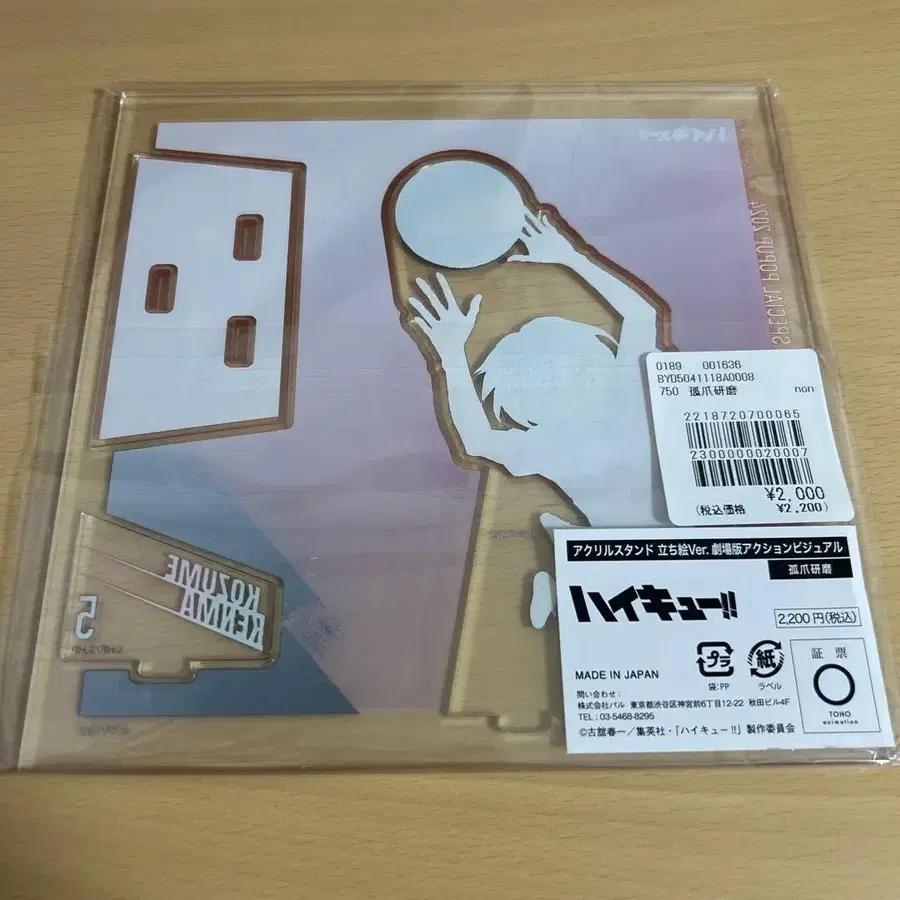 ハイキュー!!
SPECIAL POPUP 2024
0189 001636
BYD5041118A0008
750 孤爪研磨 non
2218720700065
2300000020007
¥2,000
(税込価格 ¥2,200)
アクリルスタンド 立ち絵Ver. 劇場版アクションビジュアル
孤爪研磨
ハイキュー!!
2,200円(税込)
MADE IN JAPAN
プラ
袋:PP
紙
ラベル
証票
TOHO
animation
問い合わせ:
株式会社パル 東京都渋谷区神宮前6丁目12-22 秋田ビル4F
TEL:03-5468-8295
©古舘春一/集英社・「ハイキュー!!」製作委員会
KOZUME
KENMA
5